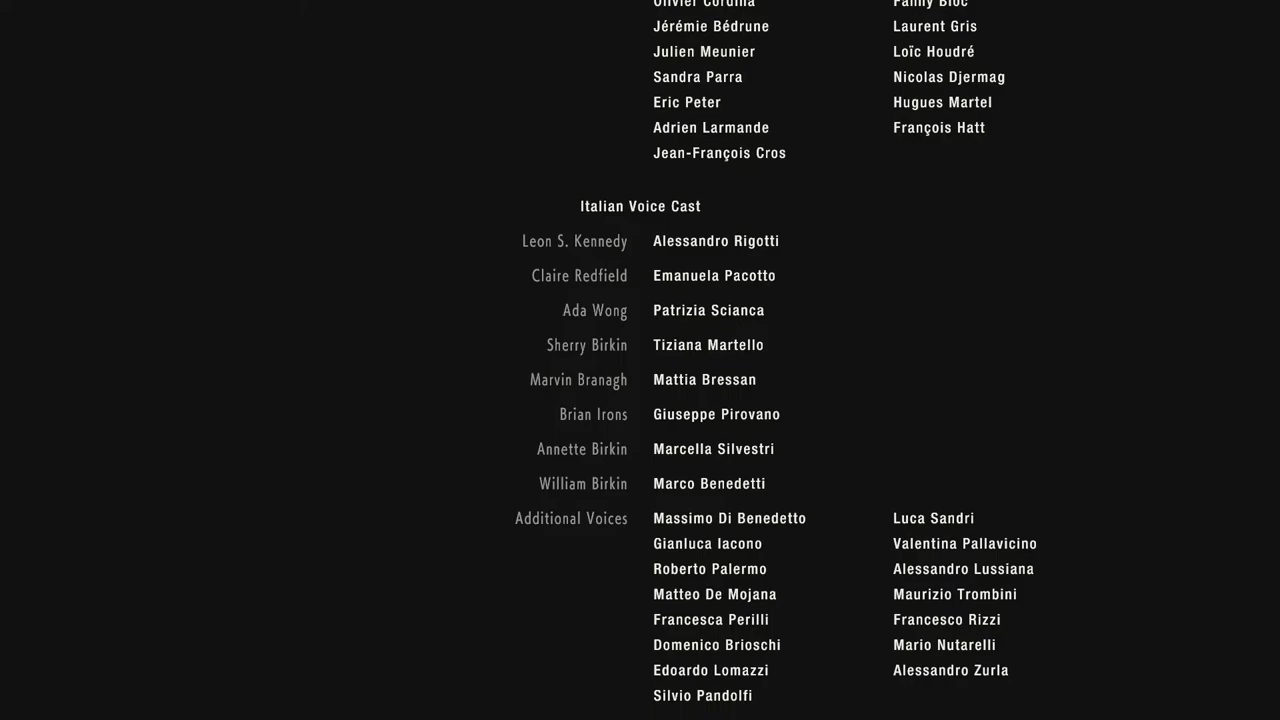 Olivier Cordina Fanny Bloc
Jérémie Bédrune Laurent Gris
Julien Meunier Loïc Houdré
Sandra Parra Nicolas Djermag
Eric Peter Hugues Martel
Adrien Larmande François Hatt
Jean-François Cros
Italian Voice Cast
Leon S. Kennedy Alessandro Rigotti
Claire Redfield Emanuela Pacotto
Ada Wong Patrizia Scianca
Sherry Birkin Tiziana Martello
Marvin Branagh Mattia Bressan
Brian Irons Giuseppe Pirovano
Annette Birkin Marcella Silvestri
William Birkin Marco Benedetti
Additional Voices Massimo Di Benedetto Luca Sandri
Gianluca Iacono Valentina Pallavicino
Roberto Palermo Alessandro Lussiana
Matteo De Mojana Maurizio Trombini
Francesca Perilli Francesco Rizzi
Domenico Brioschi Mario Nutarelli
Edoardo Lomazzi Alessandro Zurla
Silvio Pandolfi